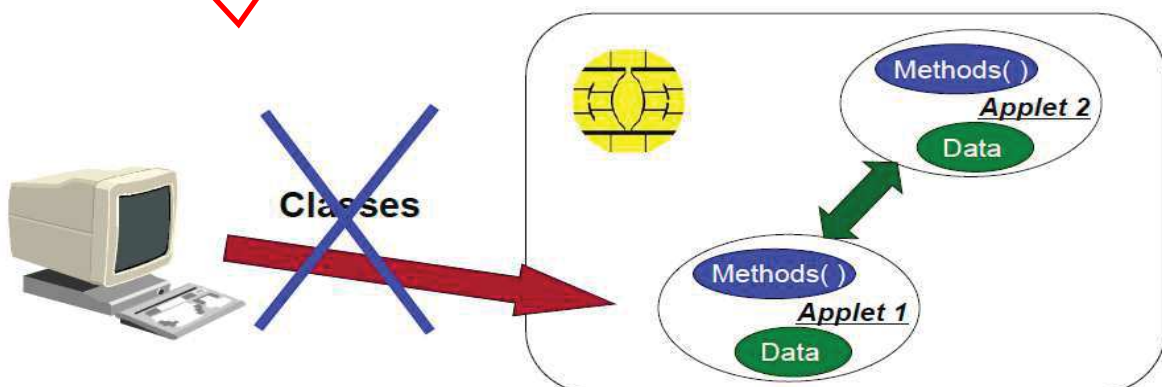 Methods( )
Applet 2
Data
Classes
Methods( )
Applet 1
Data